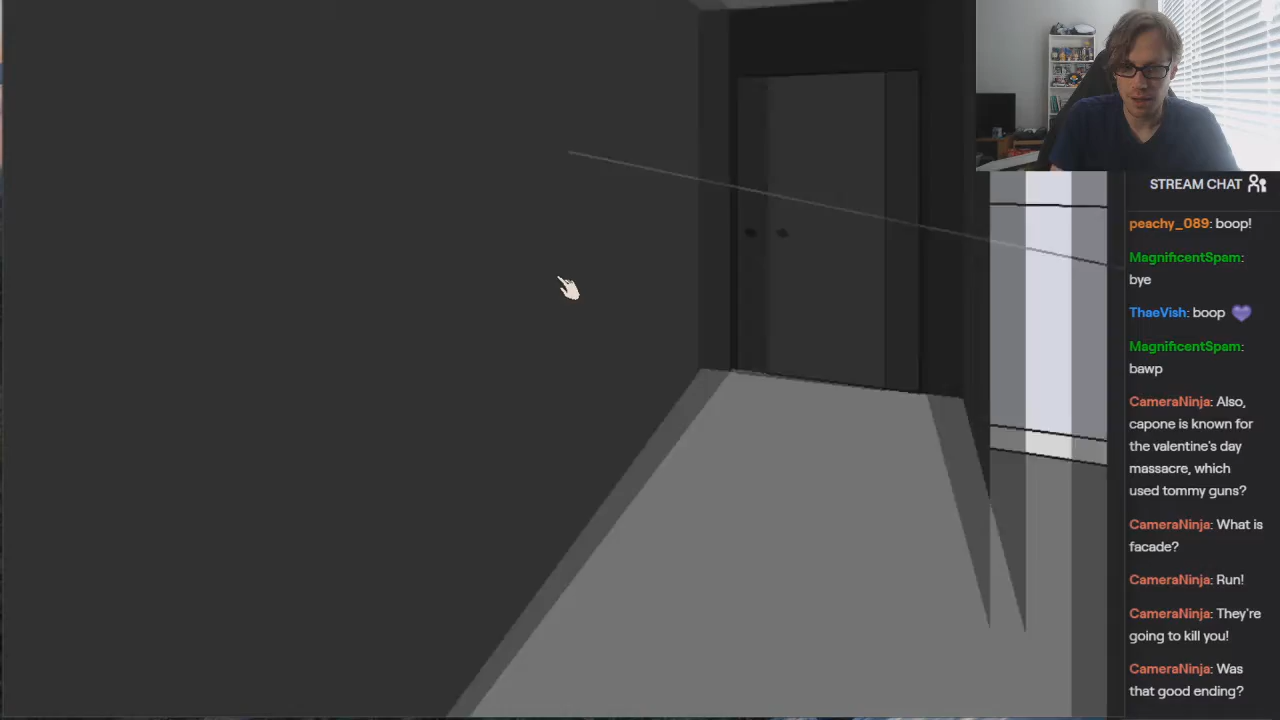 STREAM CHAT
peachy_089: boop!
MagnificentSpam:
bye
ThaeVish: boop 💜
MagnificentSpam:
bawp
CameraNinja: Also,
capone is known for
the valentine's day
massacre, which
used tommy guns?
CameraNinja: What is
facade?
CameraNinja: Run!
CameraNinja: They're
going to kill you!
CameraNinja: Was
that good ending?